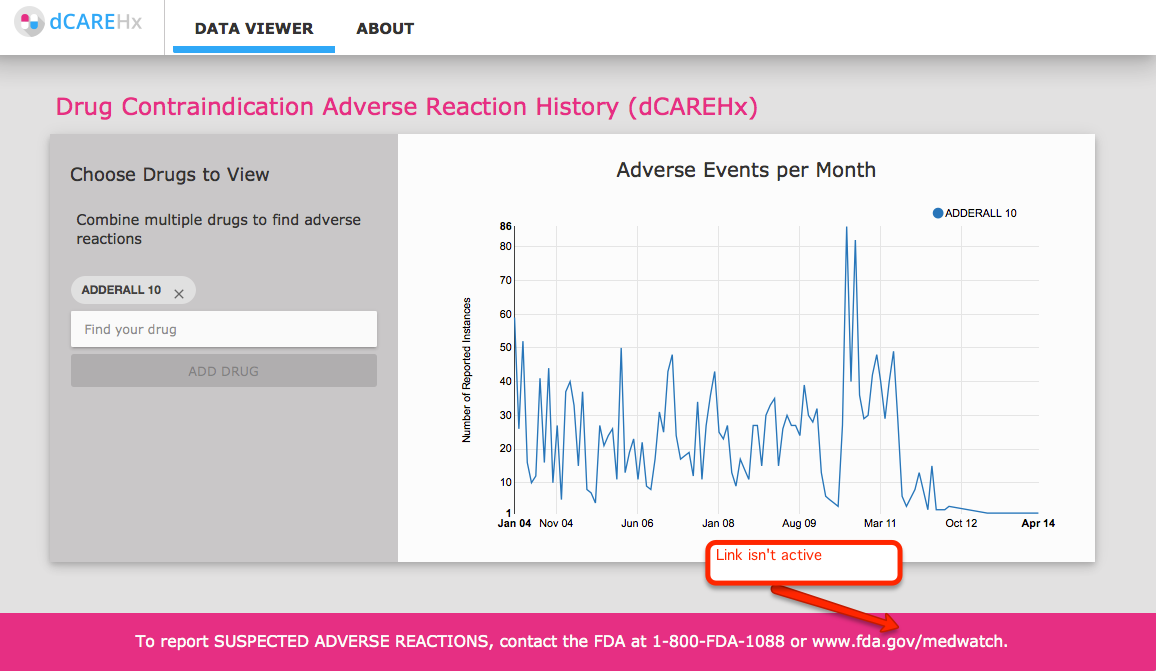 dCAREHx
DATA VIEWER
ABOUT
Drug Contraindication Adverse Reaction History (dCAREHx)
Choose Drugs to View
Combine multiple drugs to find adverse
reactions
ADDERALL 10
Find your drug
ADD DRUG
Adverse Events per Month
ADDERALL 10
Number of Reported Instances
86
80
70
60
50
40
30
20
10
1
Jan 04 Nov 04 Jun 06 Jan 08 Aug 09 Mar 11 Oct 12 Apr 14
Link isn't active
To report SUSPECTED ADVERSE REACTIONS, contact the FDA at 1-800-FDA-1088 or www.fda.gov/medwatch.